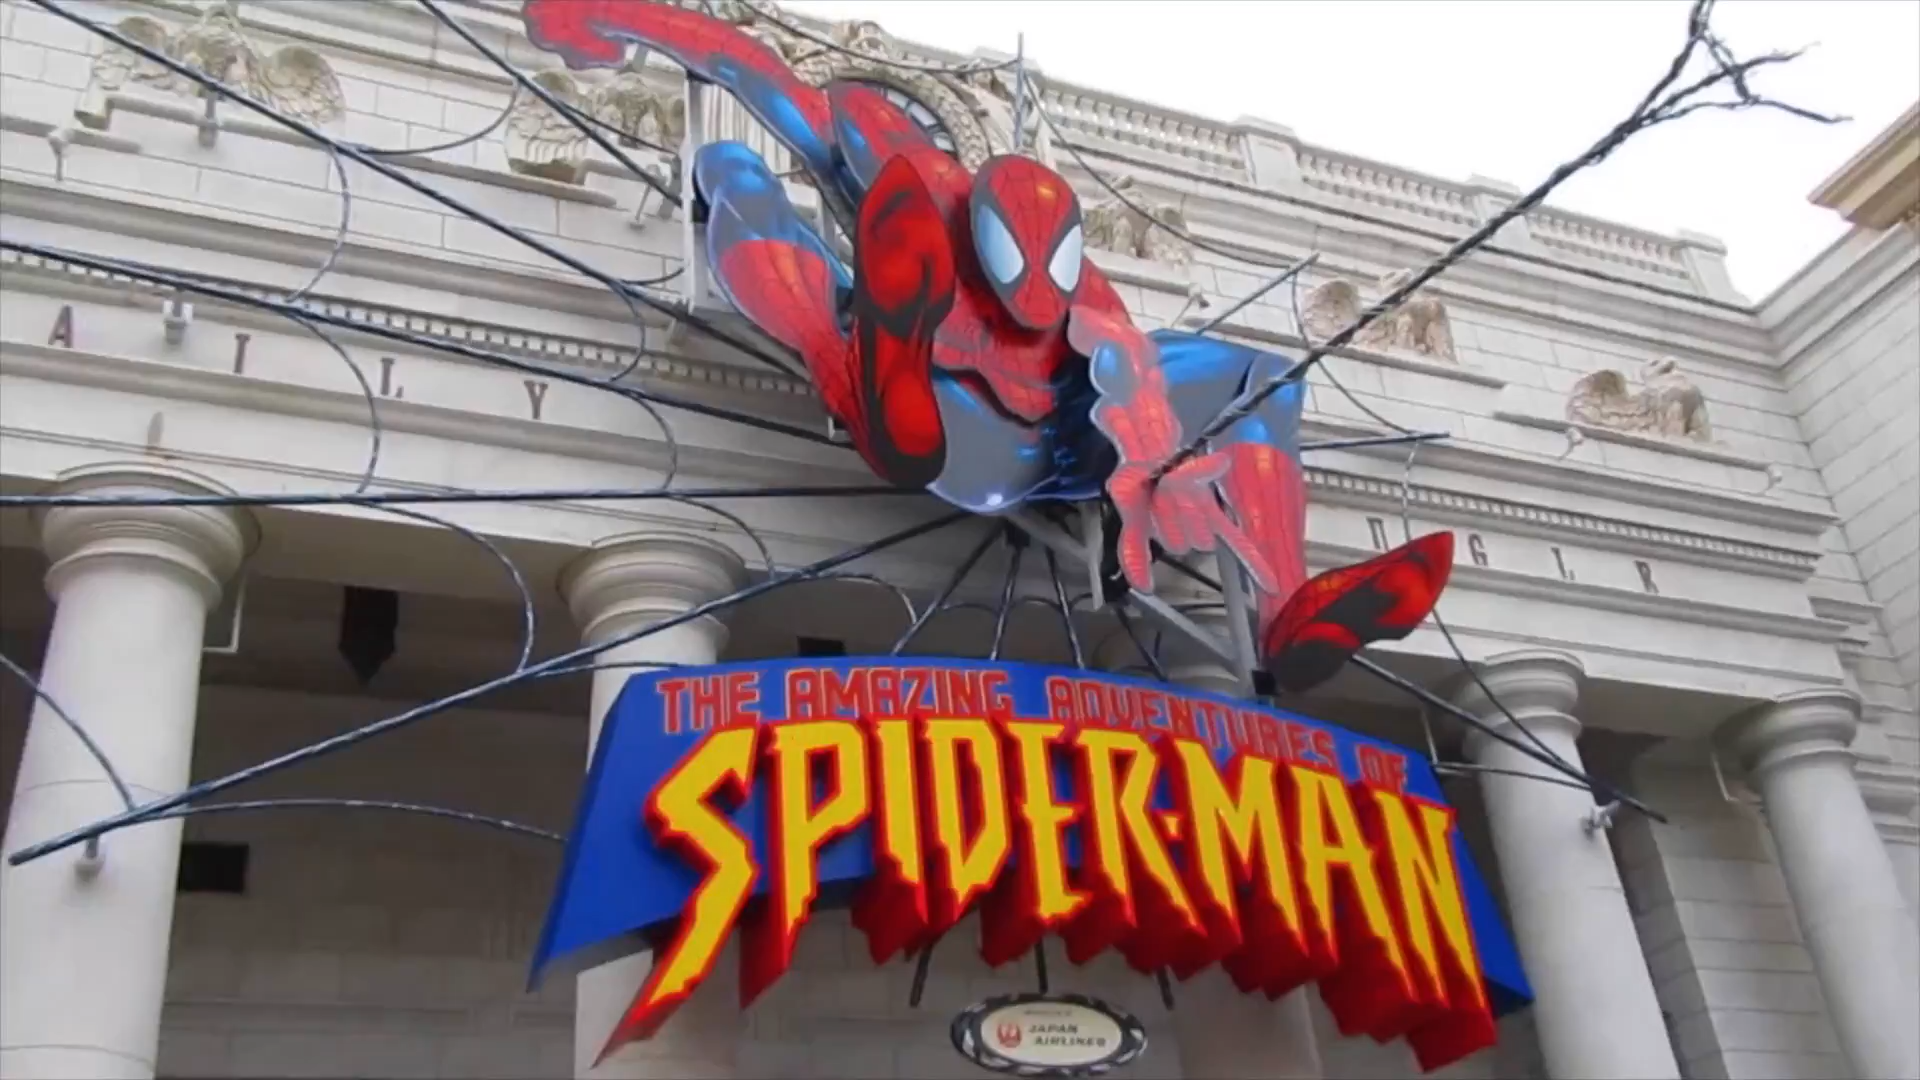 A I L Y
U G L E
THE AMAZING ADVENTURES OF
SPIDER-MAN
JAPAN
AIRLINES